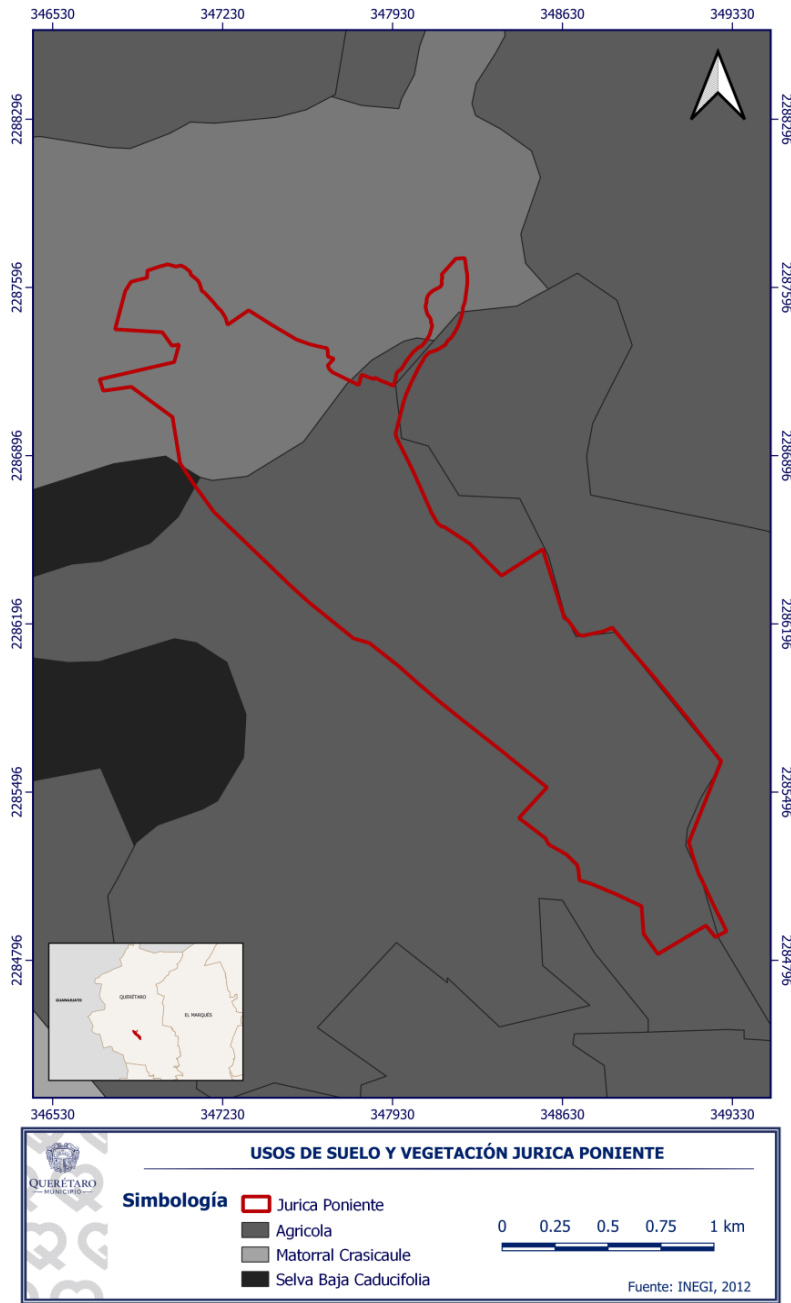 346530 347230 347930 348630 349330
2288296 2288296
2287596 2287596
2286896 2286896
2286196 2286196
2285496 2285496
2284796 2284796
GUANAJUATO
QUERÉTARO
EL MARQUÉS
346530 347230 347930 348630 349330
QUERÉTARO
MUNICIPIO
USOS DE SUELO Y VEGETACIÓN JURICA PONIENTE
Simbología
Jurica Poniente
Agricola
Matorral Crasicaule
Selva Baja Caducifolia
0 0.25 0.5 0.75 1 km
Fuente: INEGI, 2012